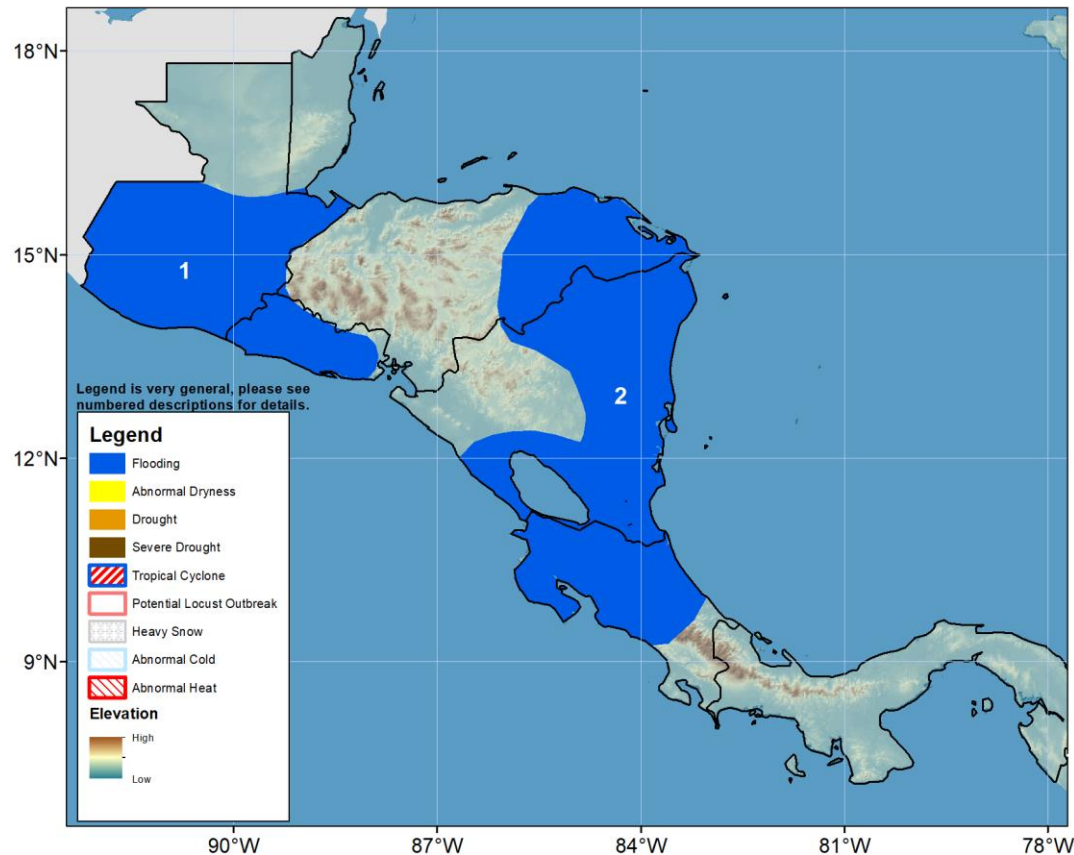 18°N
15°N
12°N
9°N
1
2
Legend is very general, please see
numbered descriptions for details.
Legend
Flooding
Abnormal Dryness
Drought
Severe Drought
Tropical Cyclone
Potential Locust Outbreak
Heavy Snow
Abnormal Cold
Abnormal Heat
Elevation
High
Low
90°W
87°W
84°W
81°W
78°W